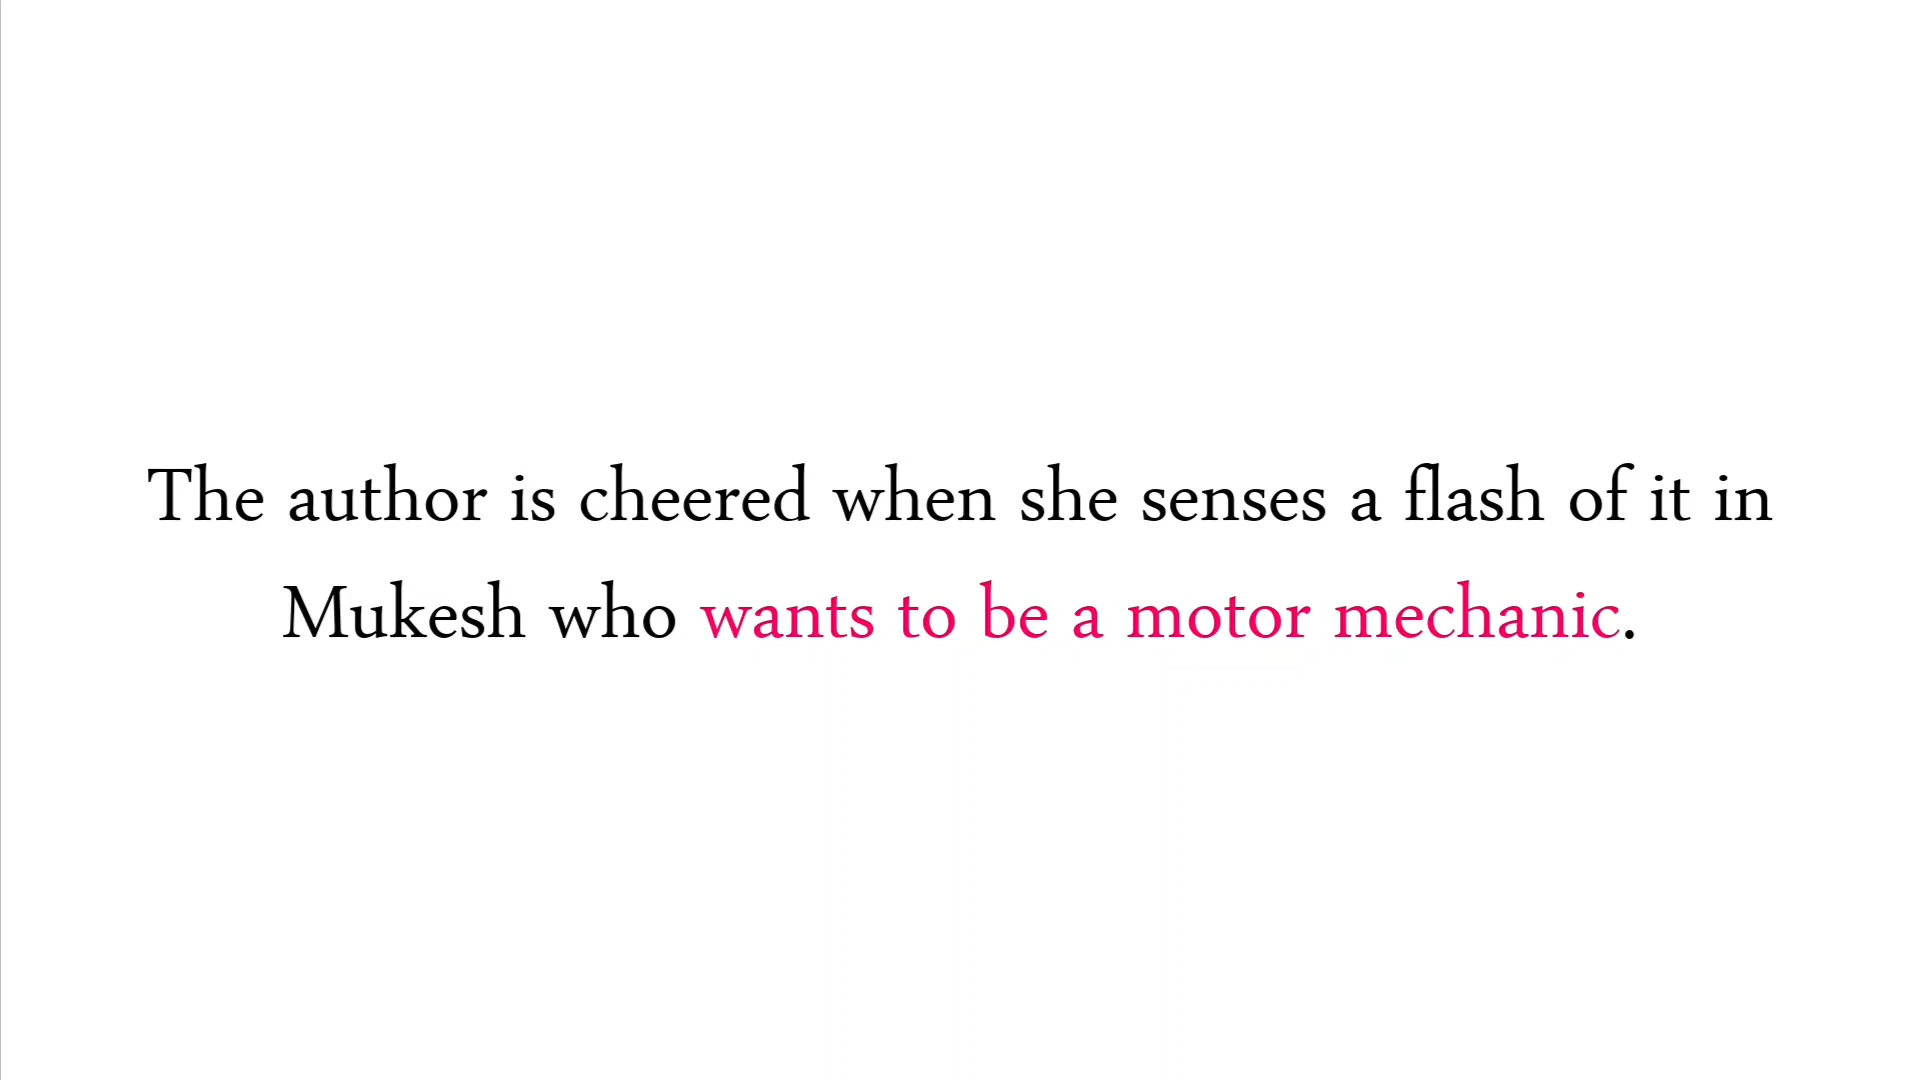 The author is cheered when she senses a flash of it in
Mukesh who wants to be a motor mechanic.